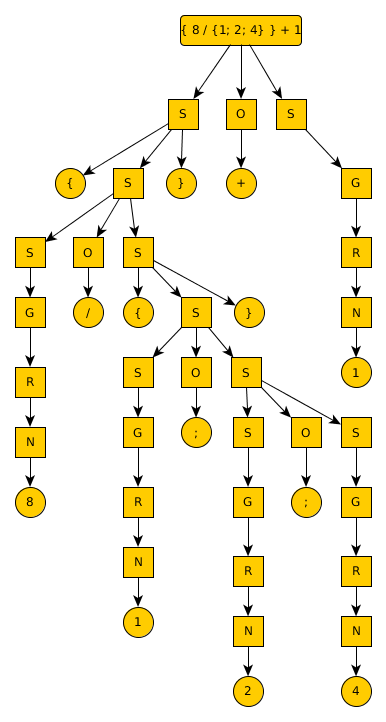 { 8 / {1; 2; 4} } + 1
S O S
{ S } + G
S O S R
G / { S } N
R S O S 1
N G ; S O S
8 R G ; G
N R R
1 N N
2 4